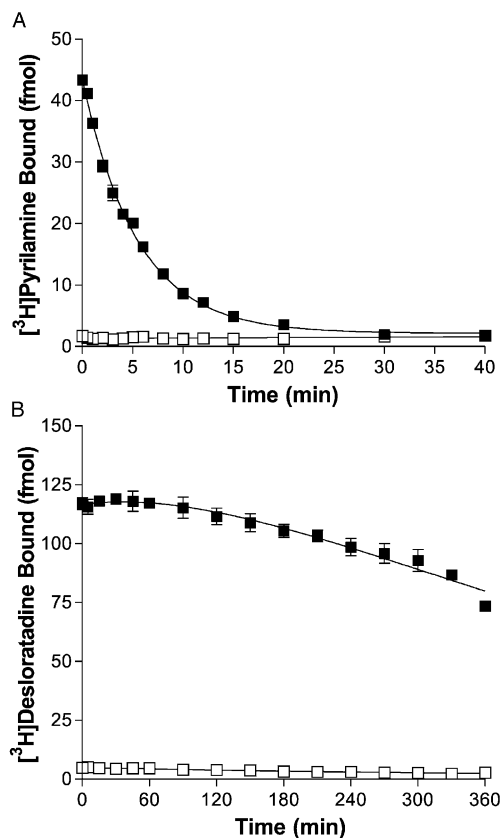 A
[³H]Pyrilamine Bound (fmol)
50
40
30
20
10
0
0 5 10 15 20 25 30 35 40
Time (min)
B
[³H]Desloratadine Bound (fmol)
150
125
100
75
50
25
0
0 60 120 180 240 300 360
Time (min)